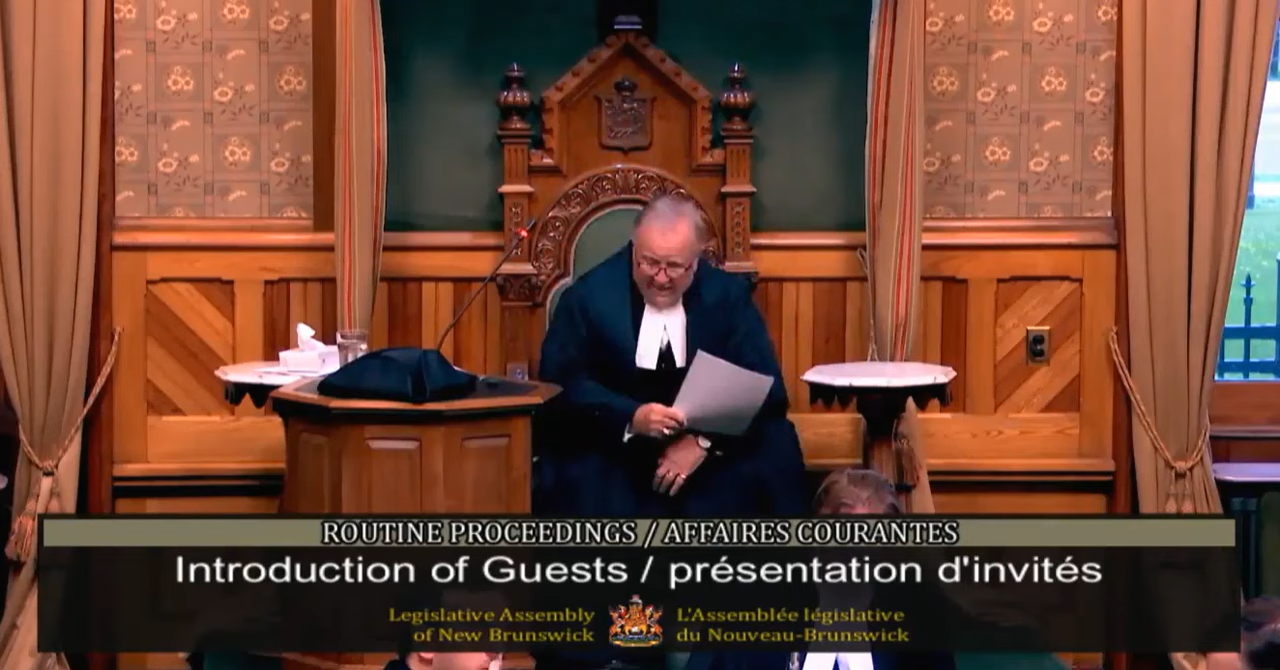 ROUTINE PROCEEDINGS / AFFAIRES COURANTES
Introduction of Guests / présentation d'invités
Legislative Assembly
of New Brunswick
L'Assemblée législative
du Nouveau-Brunswick